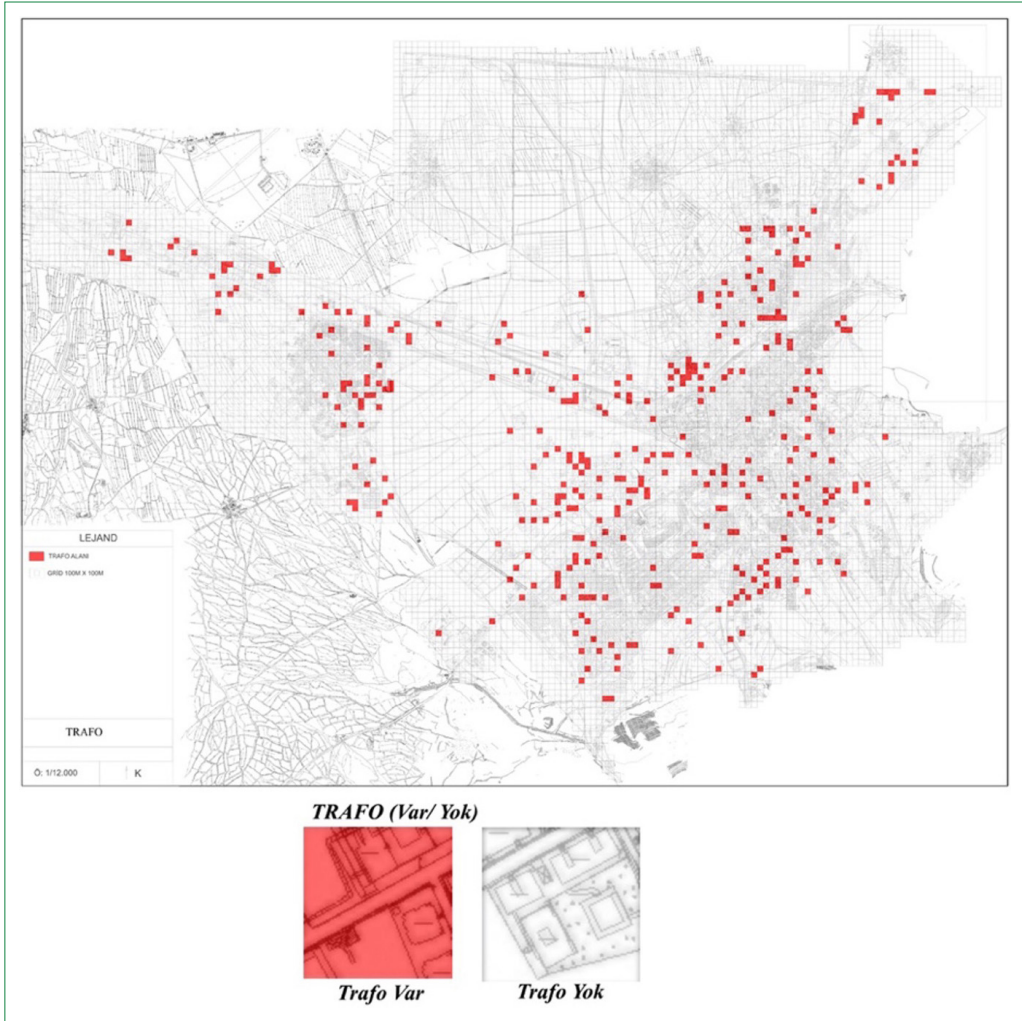 LEJAND
TRAFO ALANI
GRID 100M X 100M
TRAFO
Ö: 1/12.000
K
TRAFO (Var/ Yok)
Trafo Var
Trafo Yok